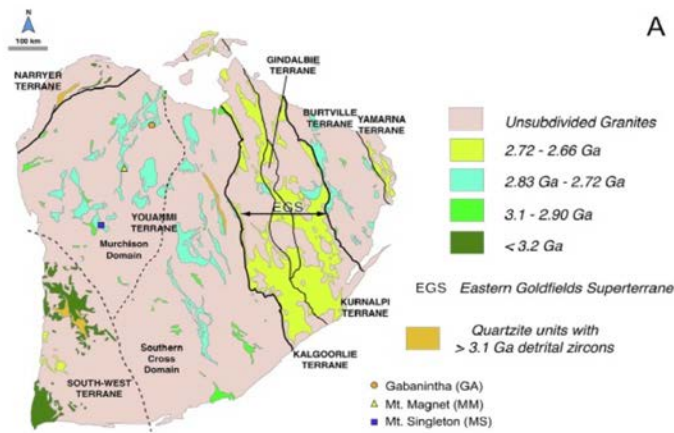 A
N
100 km
NARRYER
TERRANE
GINDALBIE
TERRANE
BURTVILLE
TERRANE
YAMARNA
TERRANE
EGS
YOUANMI
TERRANE
Murchison
Domain
KURNALPI
TERRANE
Southern
Cross
Domain
KALGOORLIE
TERRANE
SOUTH-WEST
TERRANE
Unsubdivided Granites
2.72 - 2.66 Ga
2.83 Ga - 2.72 Ga
3.1 - 2.90 Ga
< 3.2 Ga
EGS Eastern Goldfields Superterrane
Quartzite units with
> 3.1 Ga detrital zircons
Gabanintha (GA)
Mt. Magnet (MM)
Mt. Singleton (MS)